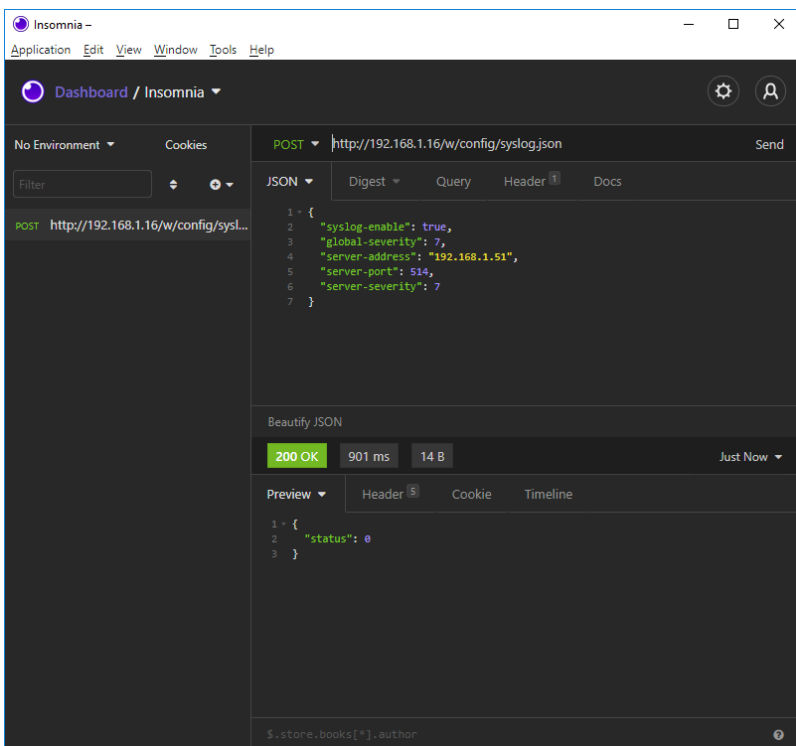 Insomnia –
Application Edit View Window Tools Help
Dashboard / Insomnia
No Environment Cookies
Filter
POST http://192.168.1.16/w/config/sysl...
POST http://192.168.1.16/w/config/syslog.json Send
JSON Digest Query Header 1 Docs
1 {
2 "syslog-enable": true,
3 "global-severity": 7,
4 "server-address": "192.168.1.51",
5 "server-port": 514,
6 "server-severity": 7
7 }
Beautify JSON
200 OK 901 ms 14 B Just Now
Preview Header 5 Cookie Timeline
1 {
2 "status": 0
3 }
$.store.books[*].author